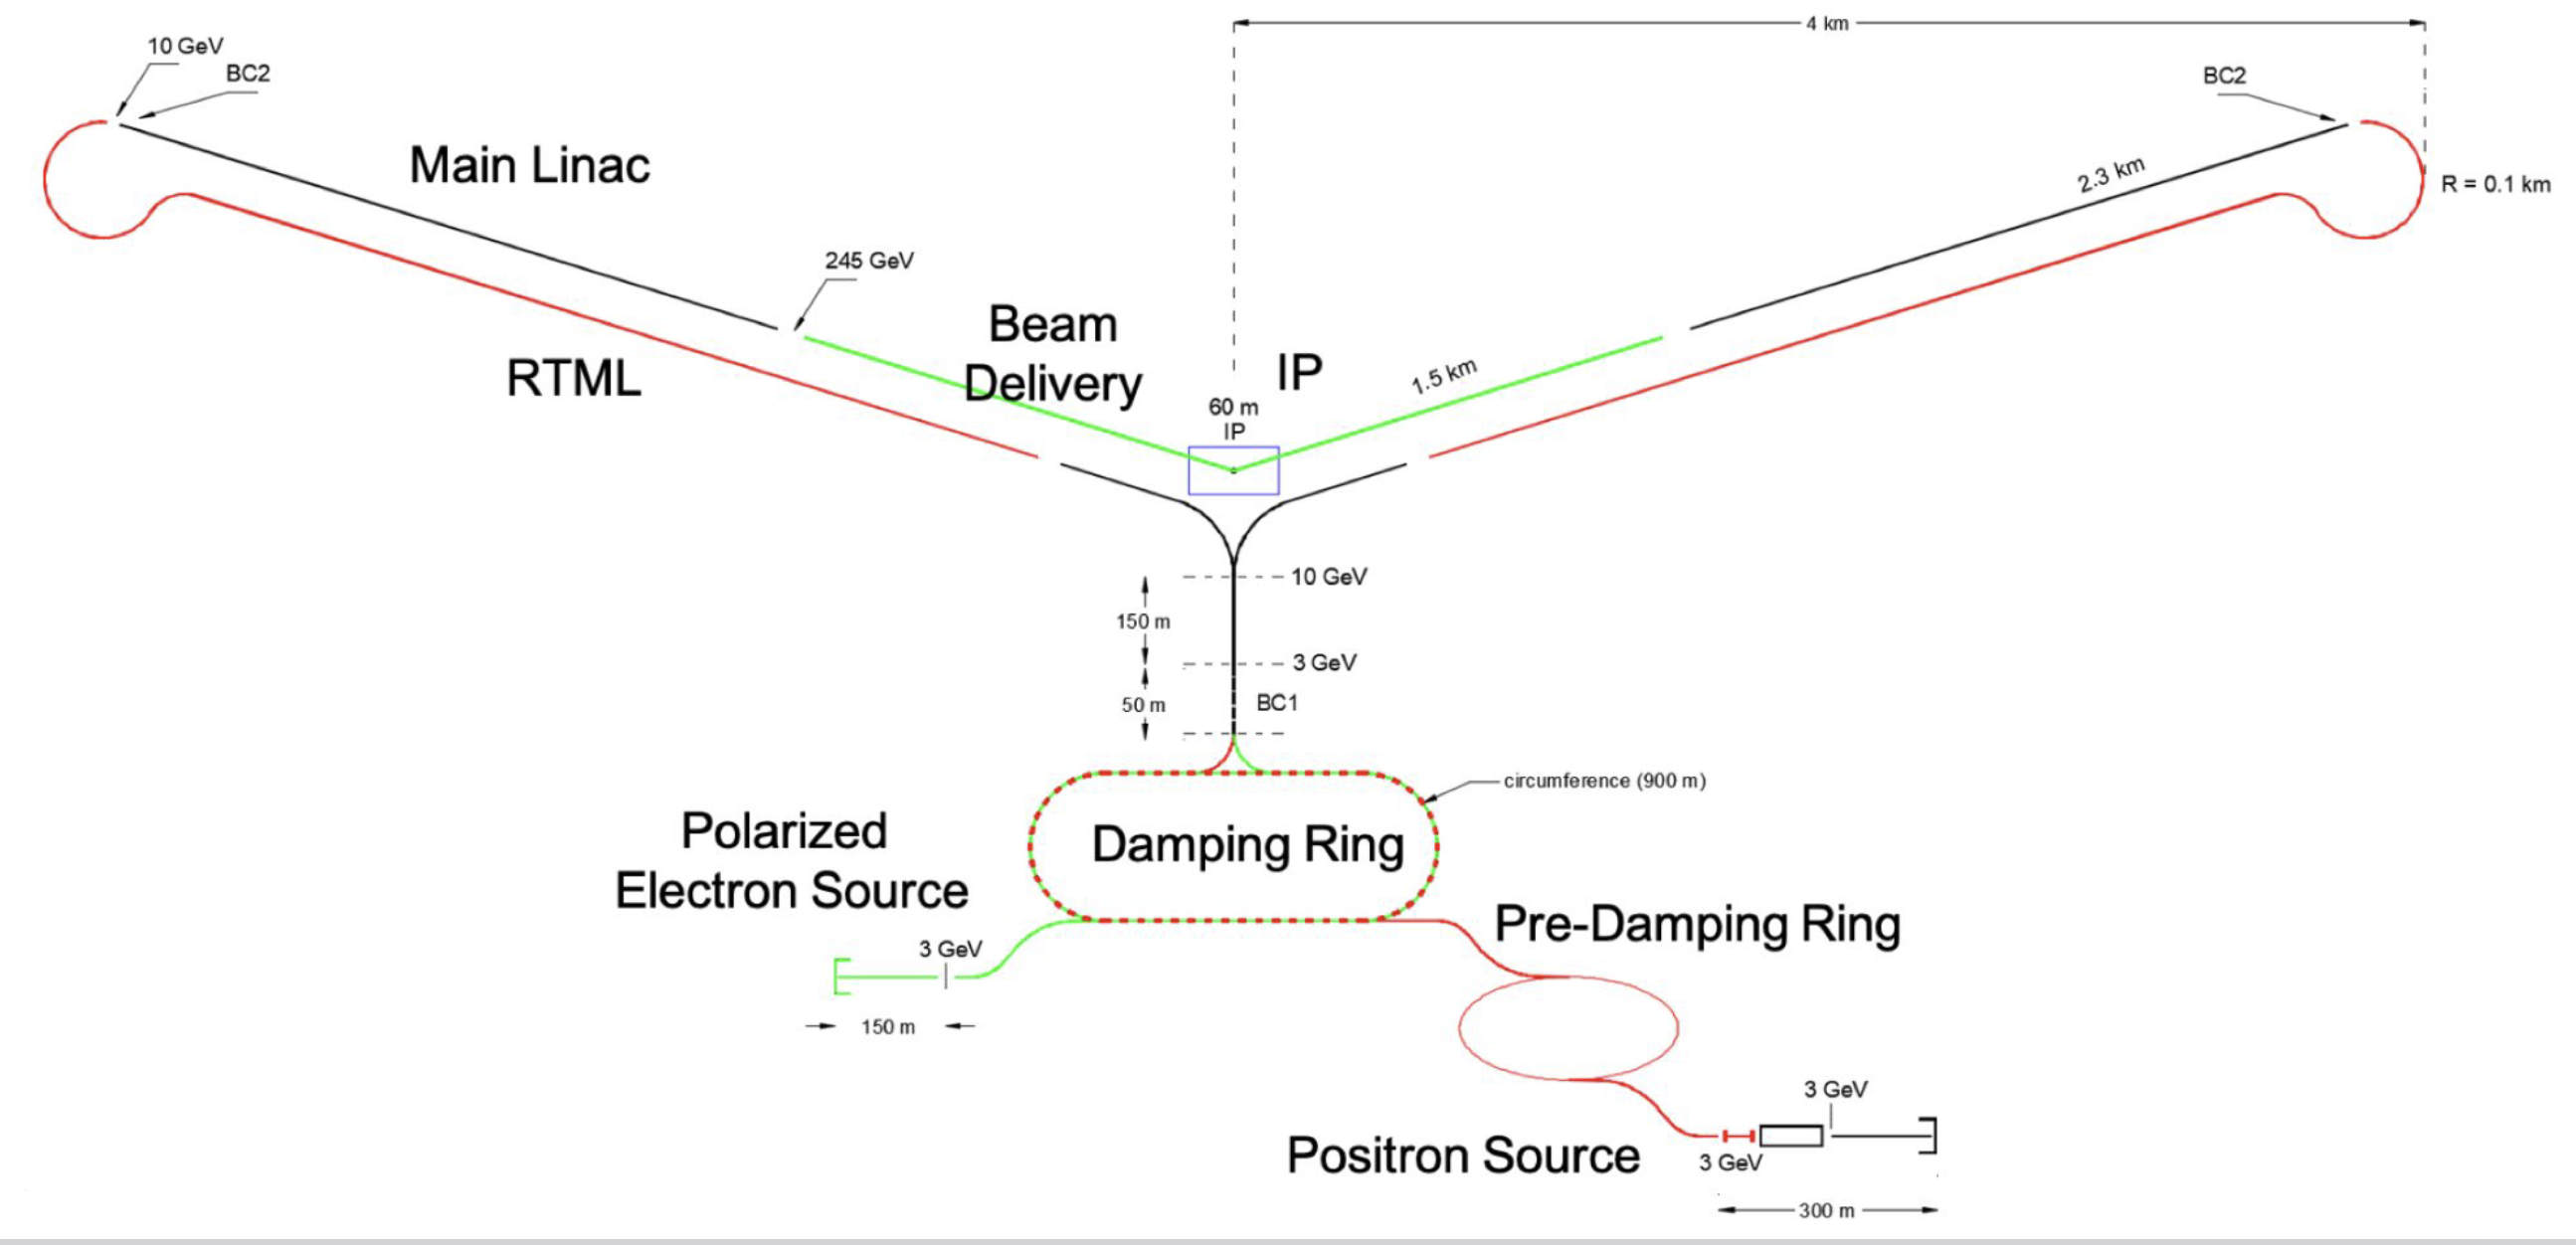 4 km
10 GeV
BC2
BC2
Main Linac
2.3 km
R = 0.1 km
245 GeV
Beam
Delivery
IP
1.5 km
RTML
60 m
IP
10 GeV
150 m
3 GeV
50 m
BC1
circumference (900 m)
Polarized
Electron Source
Damping Ring
Pre-Damping Ring
3 GeV
150 m
3 GeV
Positron Source
3 GeV
300 m